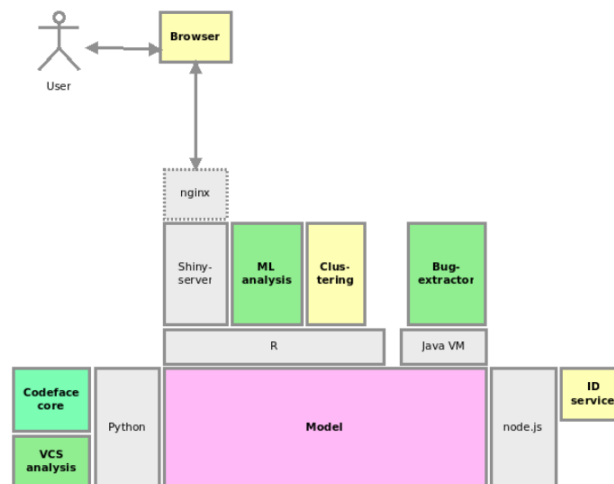 Browser
User
nginx
Shiny-
server
ML
analysis
Clus-
tering
Bug-
extractor
R
Java VM
Codeface
core
Python
Model
node.js
ID
service
VCS
analysis